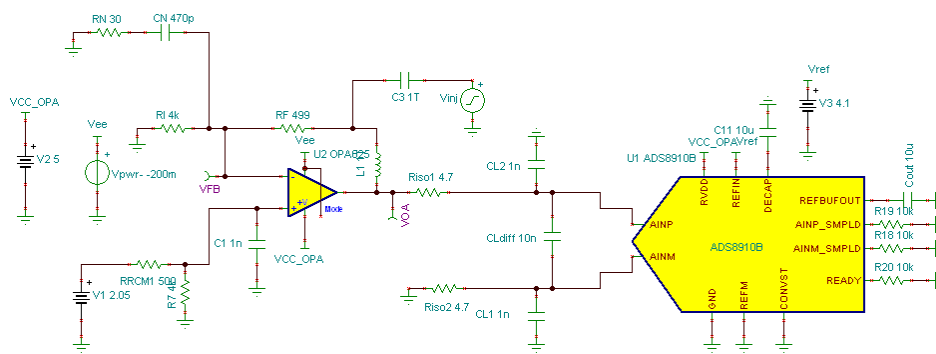 RN 30
CN 470p
VCC_OPA
V2 5
Vee
Vpwr- -200m
RI 4k
RF 499
Vee
U2 OPA625
L1 1T
C3 1T
Vinj
VFB
+V
Mode
VCC_OPA
VOA
C1 1n
RRCM1 500
R7 4k
V1 2.05
Riso1 4.7
CL2 1n
CLdiff 10n
Riso2 4.7
CL1 1n
Vref
V3 4.1
C11 10u
VCC_OPA
Vref
U1 ADS8910B
RVDD
REFIN
DECAP
AINP
AINM
ADS8910B
REFBUFOUT
AINP_SMPLD
AINM_SMPLD
READY
GND
REFM
CONVST
Cout 10u
R19 10k
R18 10k
R20 10k